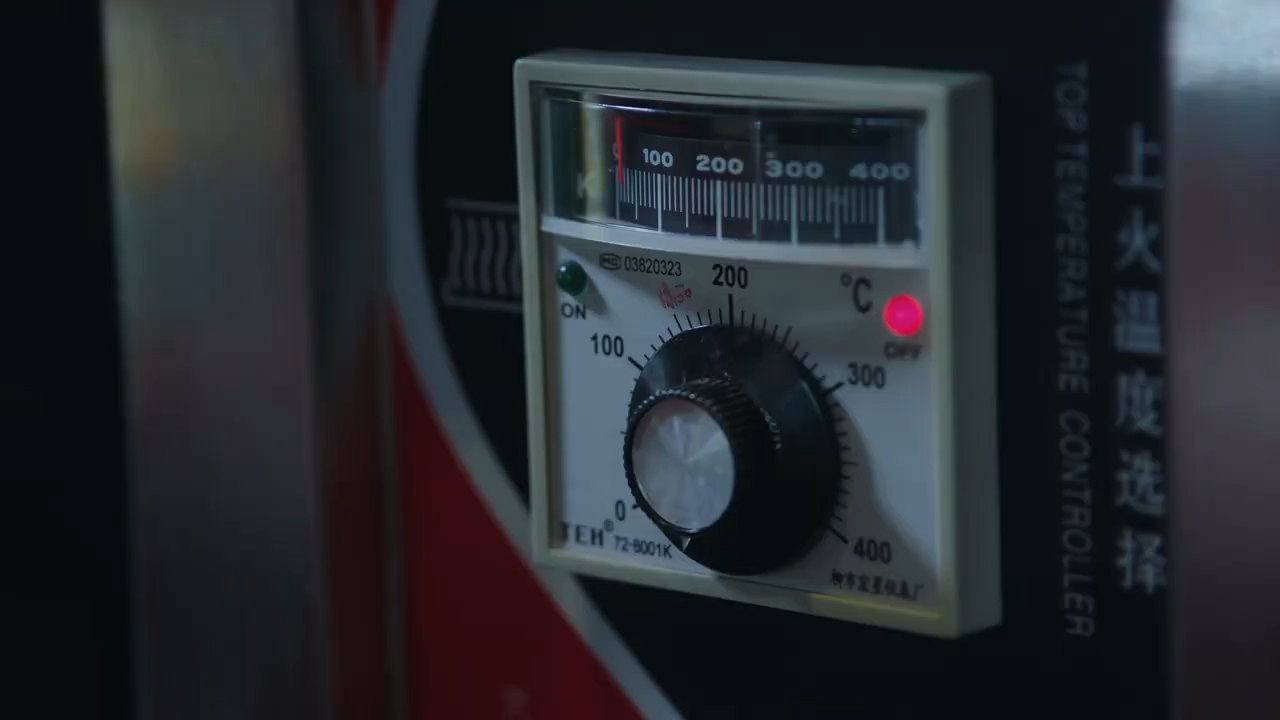 100 200 300 400
MC 03820323
200
°C
ON
OFF
100
300
0
TEH®
72-8001K
400
TOP TEMPERATURE CONTROLLER
上火温度选择